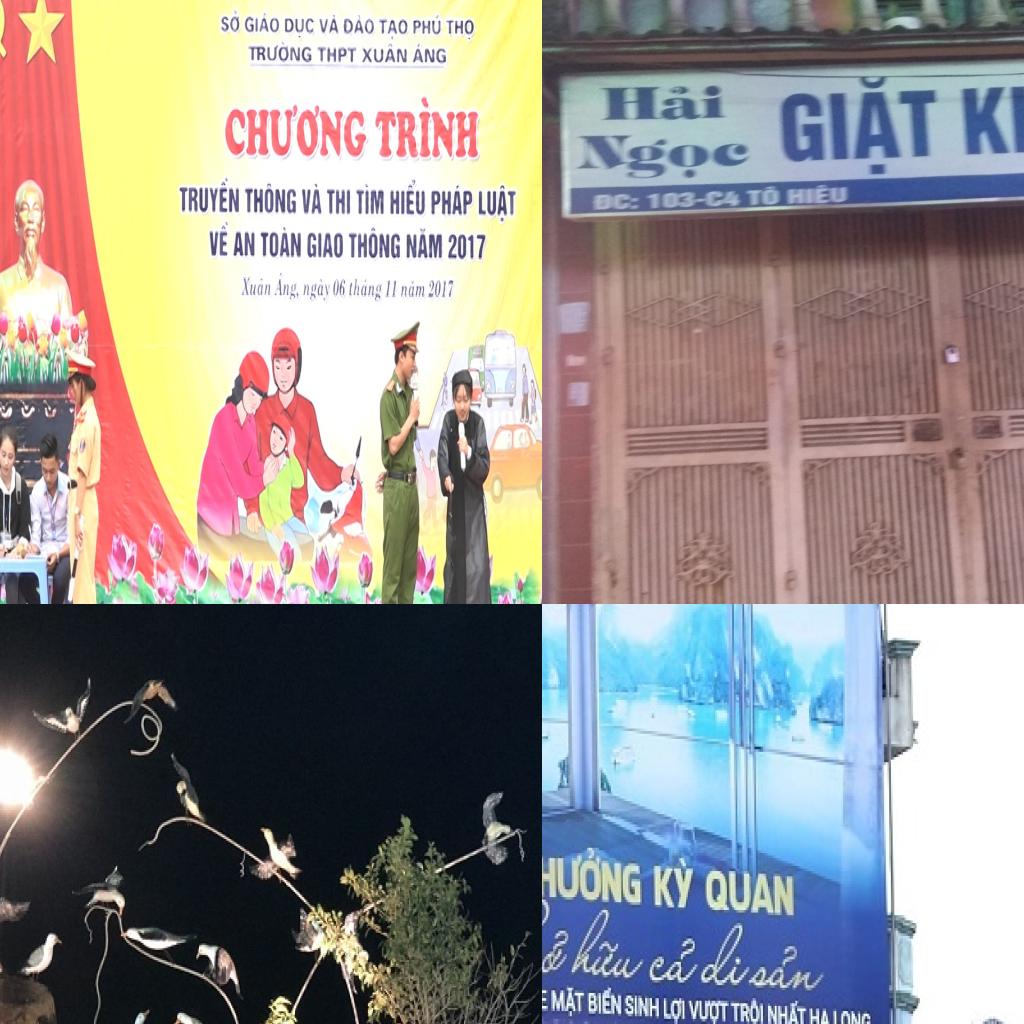 SỞ GIÁO DỤC VÀ ĐÀO TẠO PHÚ THỌ
TRƯỜNG THPT XUÂN ÁNG
CHƯƠNG TRÌNH
TRUYỀN THÔNG VÀ THI TÌM HIỂU PHÁP LUẬT
VỀ AN TOÀN GIAO THÔNG NĂM 2017
Xuân Áng, ngày 06 tháng 11 năm 2017
Hải
Ngọc
GIẶT
ĐC: 103-C4 TÔ HIỆU
KỲ QUAN
hữu cả di sản
MẶT BIỂN SINH LỢI VƯỢT TRỘI NHẤT HẠ LONG